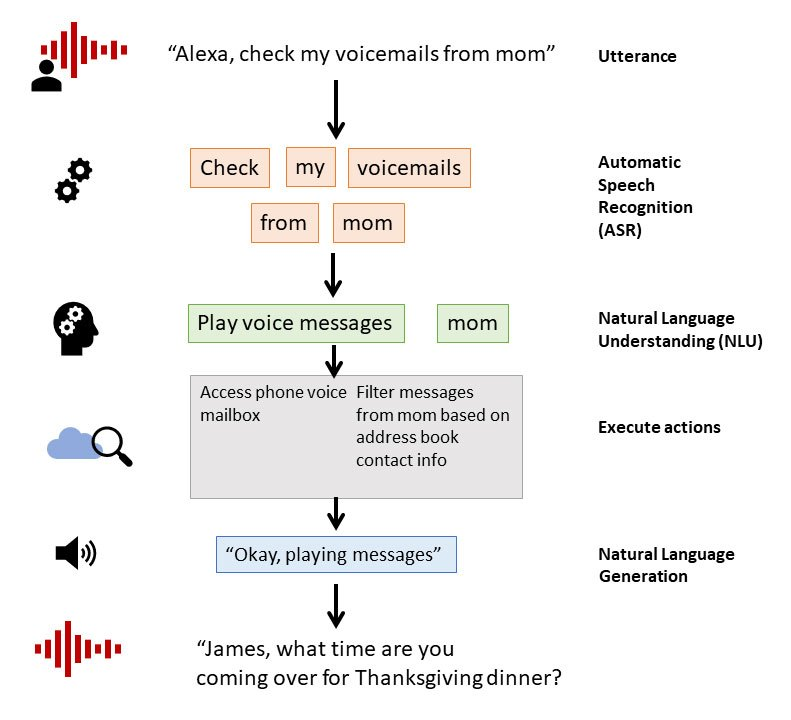 “Alexa, check my voicemails from mom”
Utterance
Check my voicemails
from mom
Automatic
Speech
Recognition
(ASR)
Play voice messages mom
Natural Language
Understanding (NLU)
Access phone voice
mailbox
Filter messages
from mom based on
address book
contact info
Execute actions
“Okay, playing messages”
Natural Language
Generation
“James, what time are you
coming over for Thanksgiving dinner?